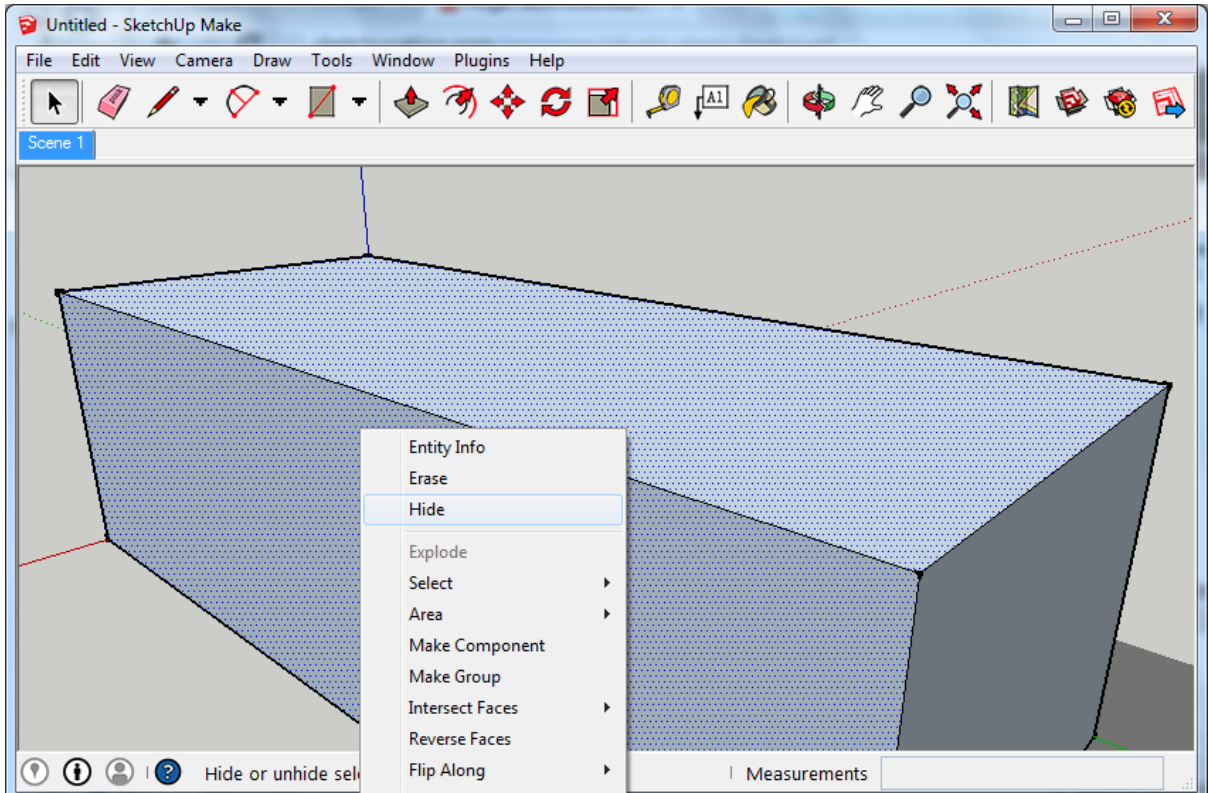 Untitled - SketchUp Make
File Edit View Camera Draw Tools Window Plugins Help
A1
Scene 1
Entity Info
Erase
Hide
Explode
Select
Area
Make Component
Make Group
Intersect Faces
Reverse Faces
Flip Along
Hide or unhide sel
Measurements